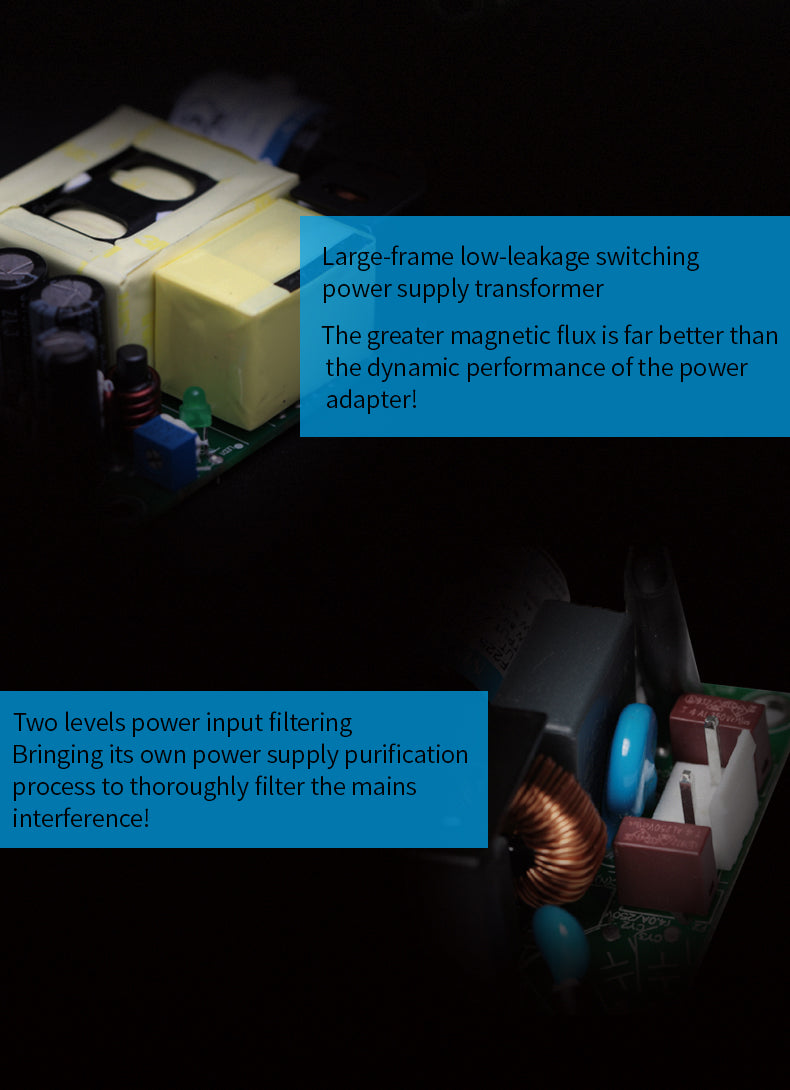 Large-frame low-leakage switching
power supply transformer
The greater magnetic flux is far better than
the dynamic performance of the power
adapter!
Two levels power input filtering
Bringing its own power supply purification
process to thoroughly filter the mains
interference!
CY2
CY3